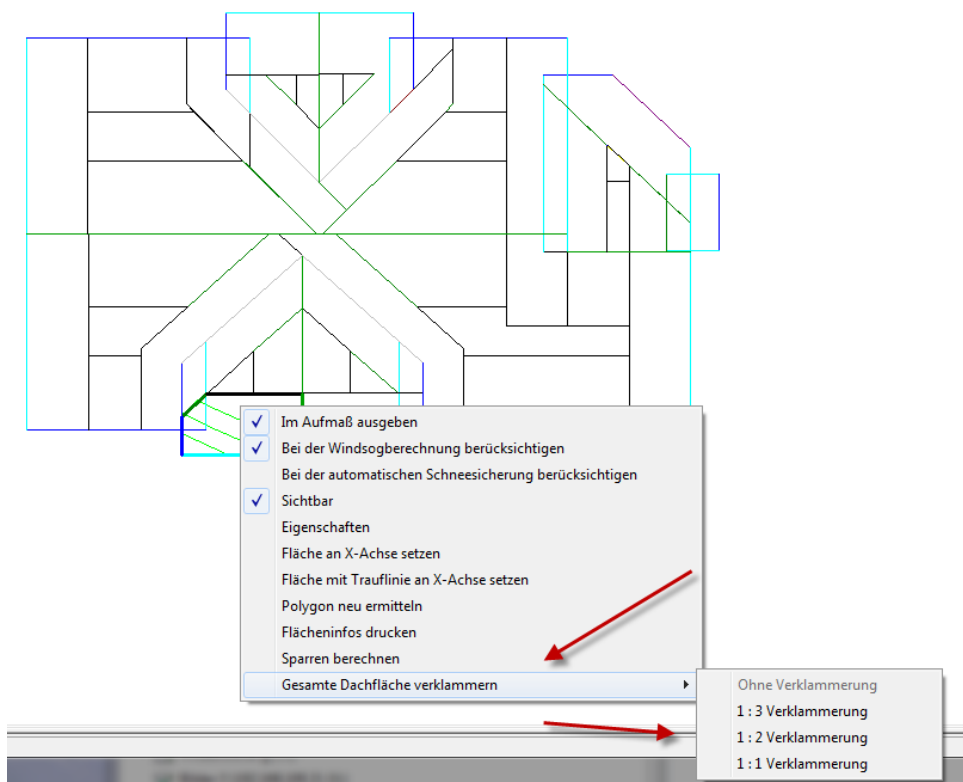 Im Aufmaß ausgeben
Bei der Windsogberechnung berücksichtigen
Bei der automatischen Schneesicherung berücksichtigen
Sichtbar
Eigenschaften
Fläche an X-Achse setzen
Fläche mit Trauflinie an X-Achse setzen
Polygon neu ermitteln
Flächeninfos drucken
Sparren berechnen
Gesamte Dachfläche verklammern
Ohne Verklammerung
1 : 3 Verklammerung
1 : 2 Verklammerung
1 : 1 Verklammerung